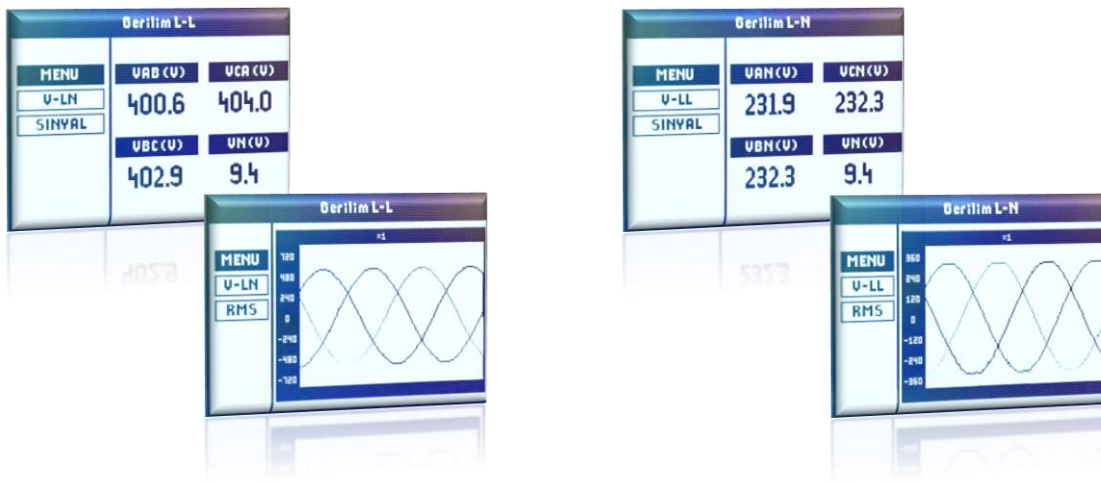 Gerilim L-L
MENU
V-LN
SINYAL
VAB (V) VCA (V)
400.6 404.0
VBC (V) VN (V)
402.9 9.4
Gerilim L-L
MENU
V-LN
RMS
×1
720
480
240
0
-240
-480
-720
Gerilim L-N
MENU
V-LL
SINYAL
VAN (V) VCN (V)
231.9 232.3
VBN (V) VN (V)
232.3 9.4
Gerilim L-N
MENU
V-LL
RMS
×1
360
240
120
0
-120
-240
-360